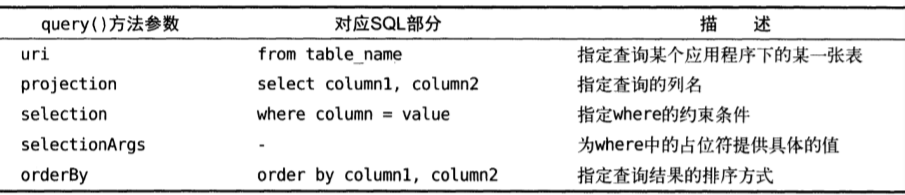 query()方法参数 对应SQL部分 描 述
uri from table_name 指定查询某个应用程序下的某一张表
projection select column1, column2 指定查询的列名
selection where column = value 指定where的约束条件
selectionArgs - 为where中的占位符提供具体的值
orderBy order by column1, column2 指定查询结果的排序方式